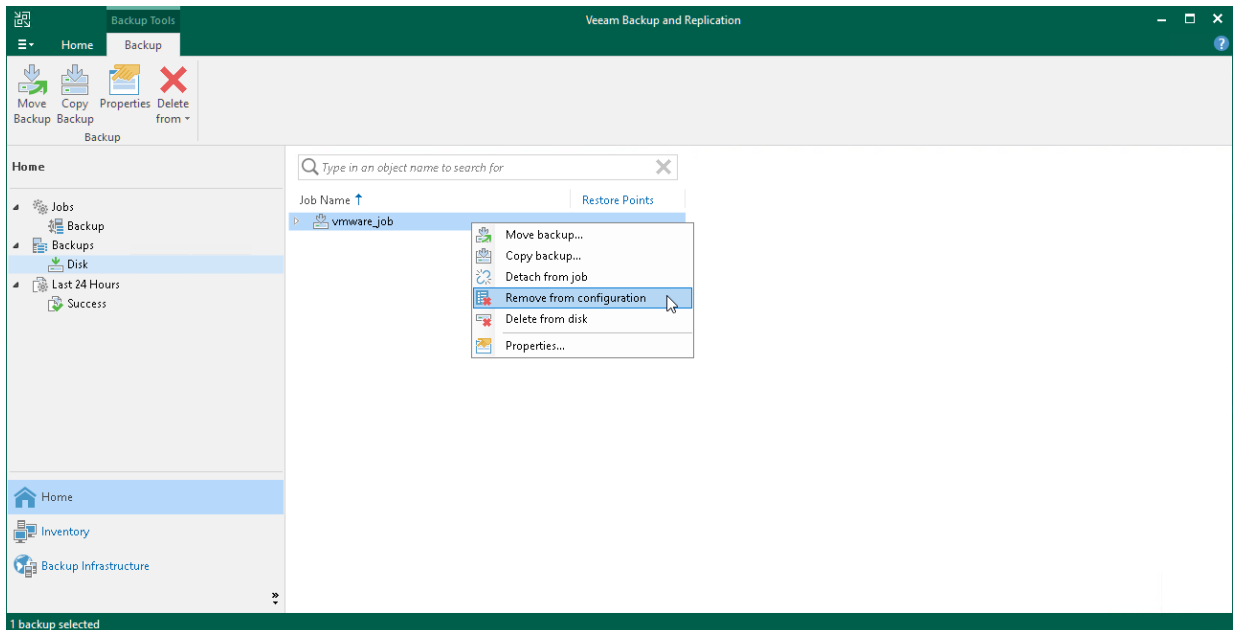 Backup Tools
Veeam Backup and Replication
Home
Backup
?
Move Backup
Copy Backup
Properties
Delete from
Backup
Home
Type in an object name to search for
Jobs
Backup
Backups
Disk
Last 24 Hours
Success
Job Name
Restore Points
vmware_job
Move backup...
Copy backup...
Detach from job
Remove from configuration
Delete from disk
Properties...
Home
Inventory
Backup Infrastructure
1 backup selected